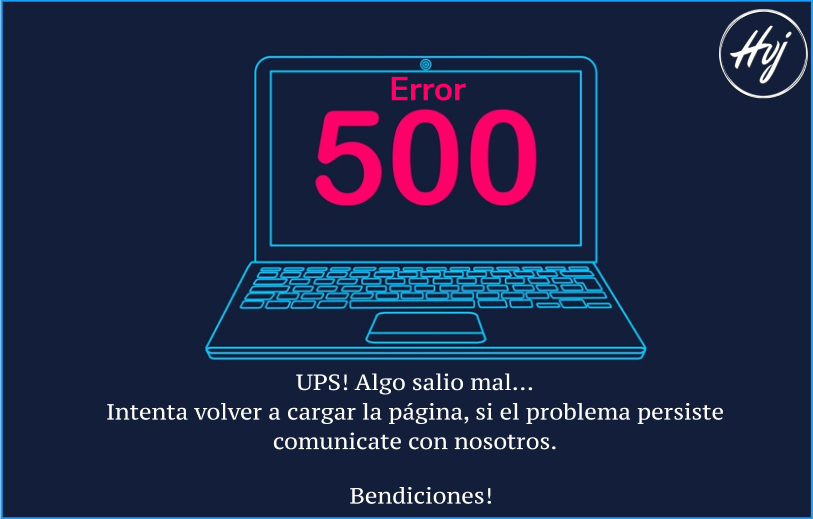 Hvj
Error
500
UPS! Algo salio mal...
Intenta volver a cargar la página, si el problema persiste
comunicate con nosotros.
Bendiciones!